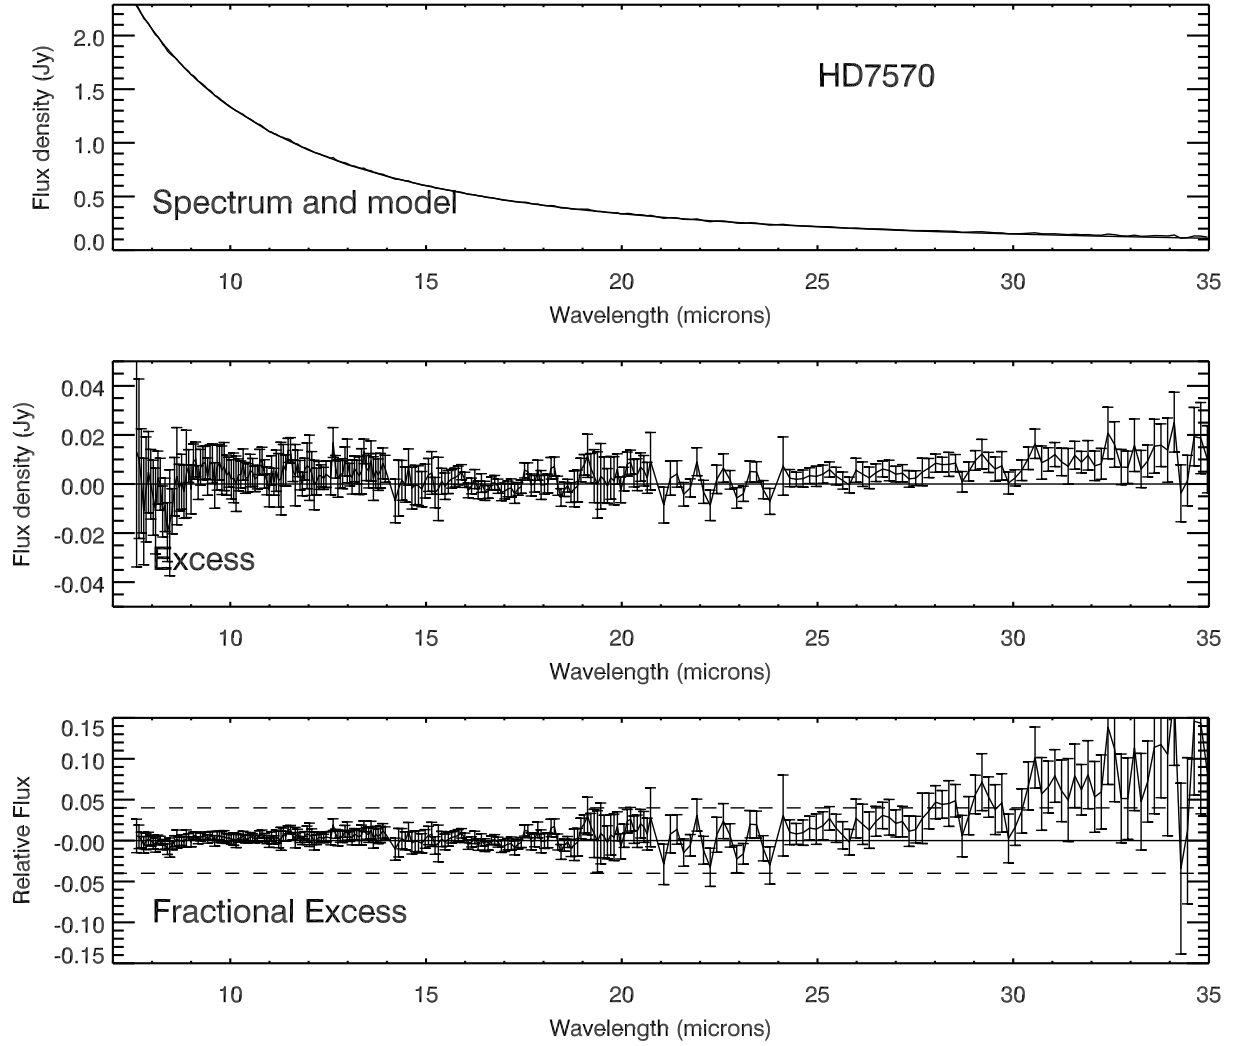 2.0
1.5
1.0
0.5
0.0
Flux density (Jy)
HD7570
Spectrum and model
10 15 20 25 30 35
Wavelength (microns)
0.04
0.02
0.00
-0.02
-0.04
Flux density (Jy)
Excess
10 15 20 25 30 35
Wavelength (microns)
0.15
0.10
0.05
-0.00
-0.05
-0.10
-0.15
Relative Flux
Fractional Excess
10 15 20 25 30 35
Wavelength (microns)